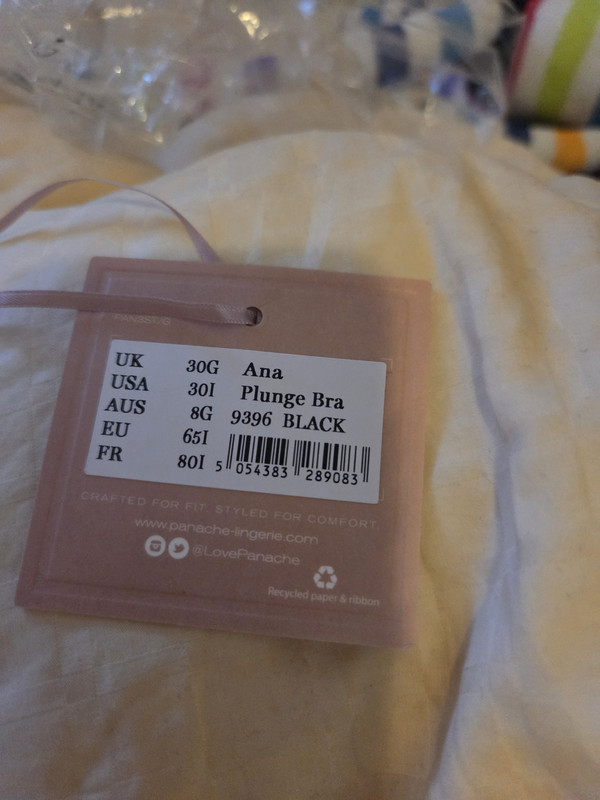 UK 30G
USA 30I
AUS 8G
EU 65I
FR 80I
Ana
Plunge Bra
9396 BLACK
5 054383 289083
CRAFTED FOR FIT. STYLED FOR COMFORT
www.panache-lingerie.com
@LovePanache
Recycled paper & ribbon